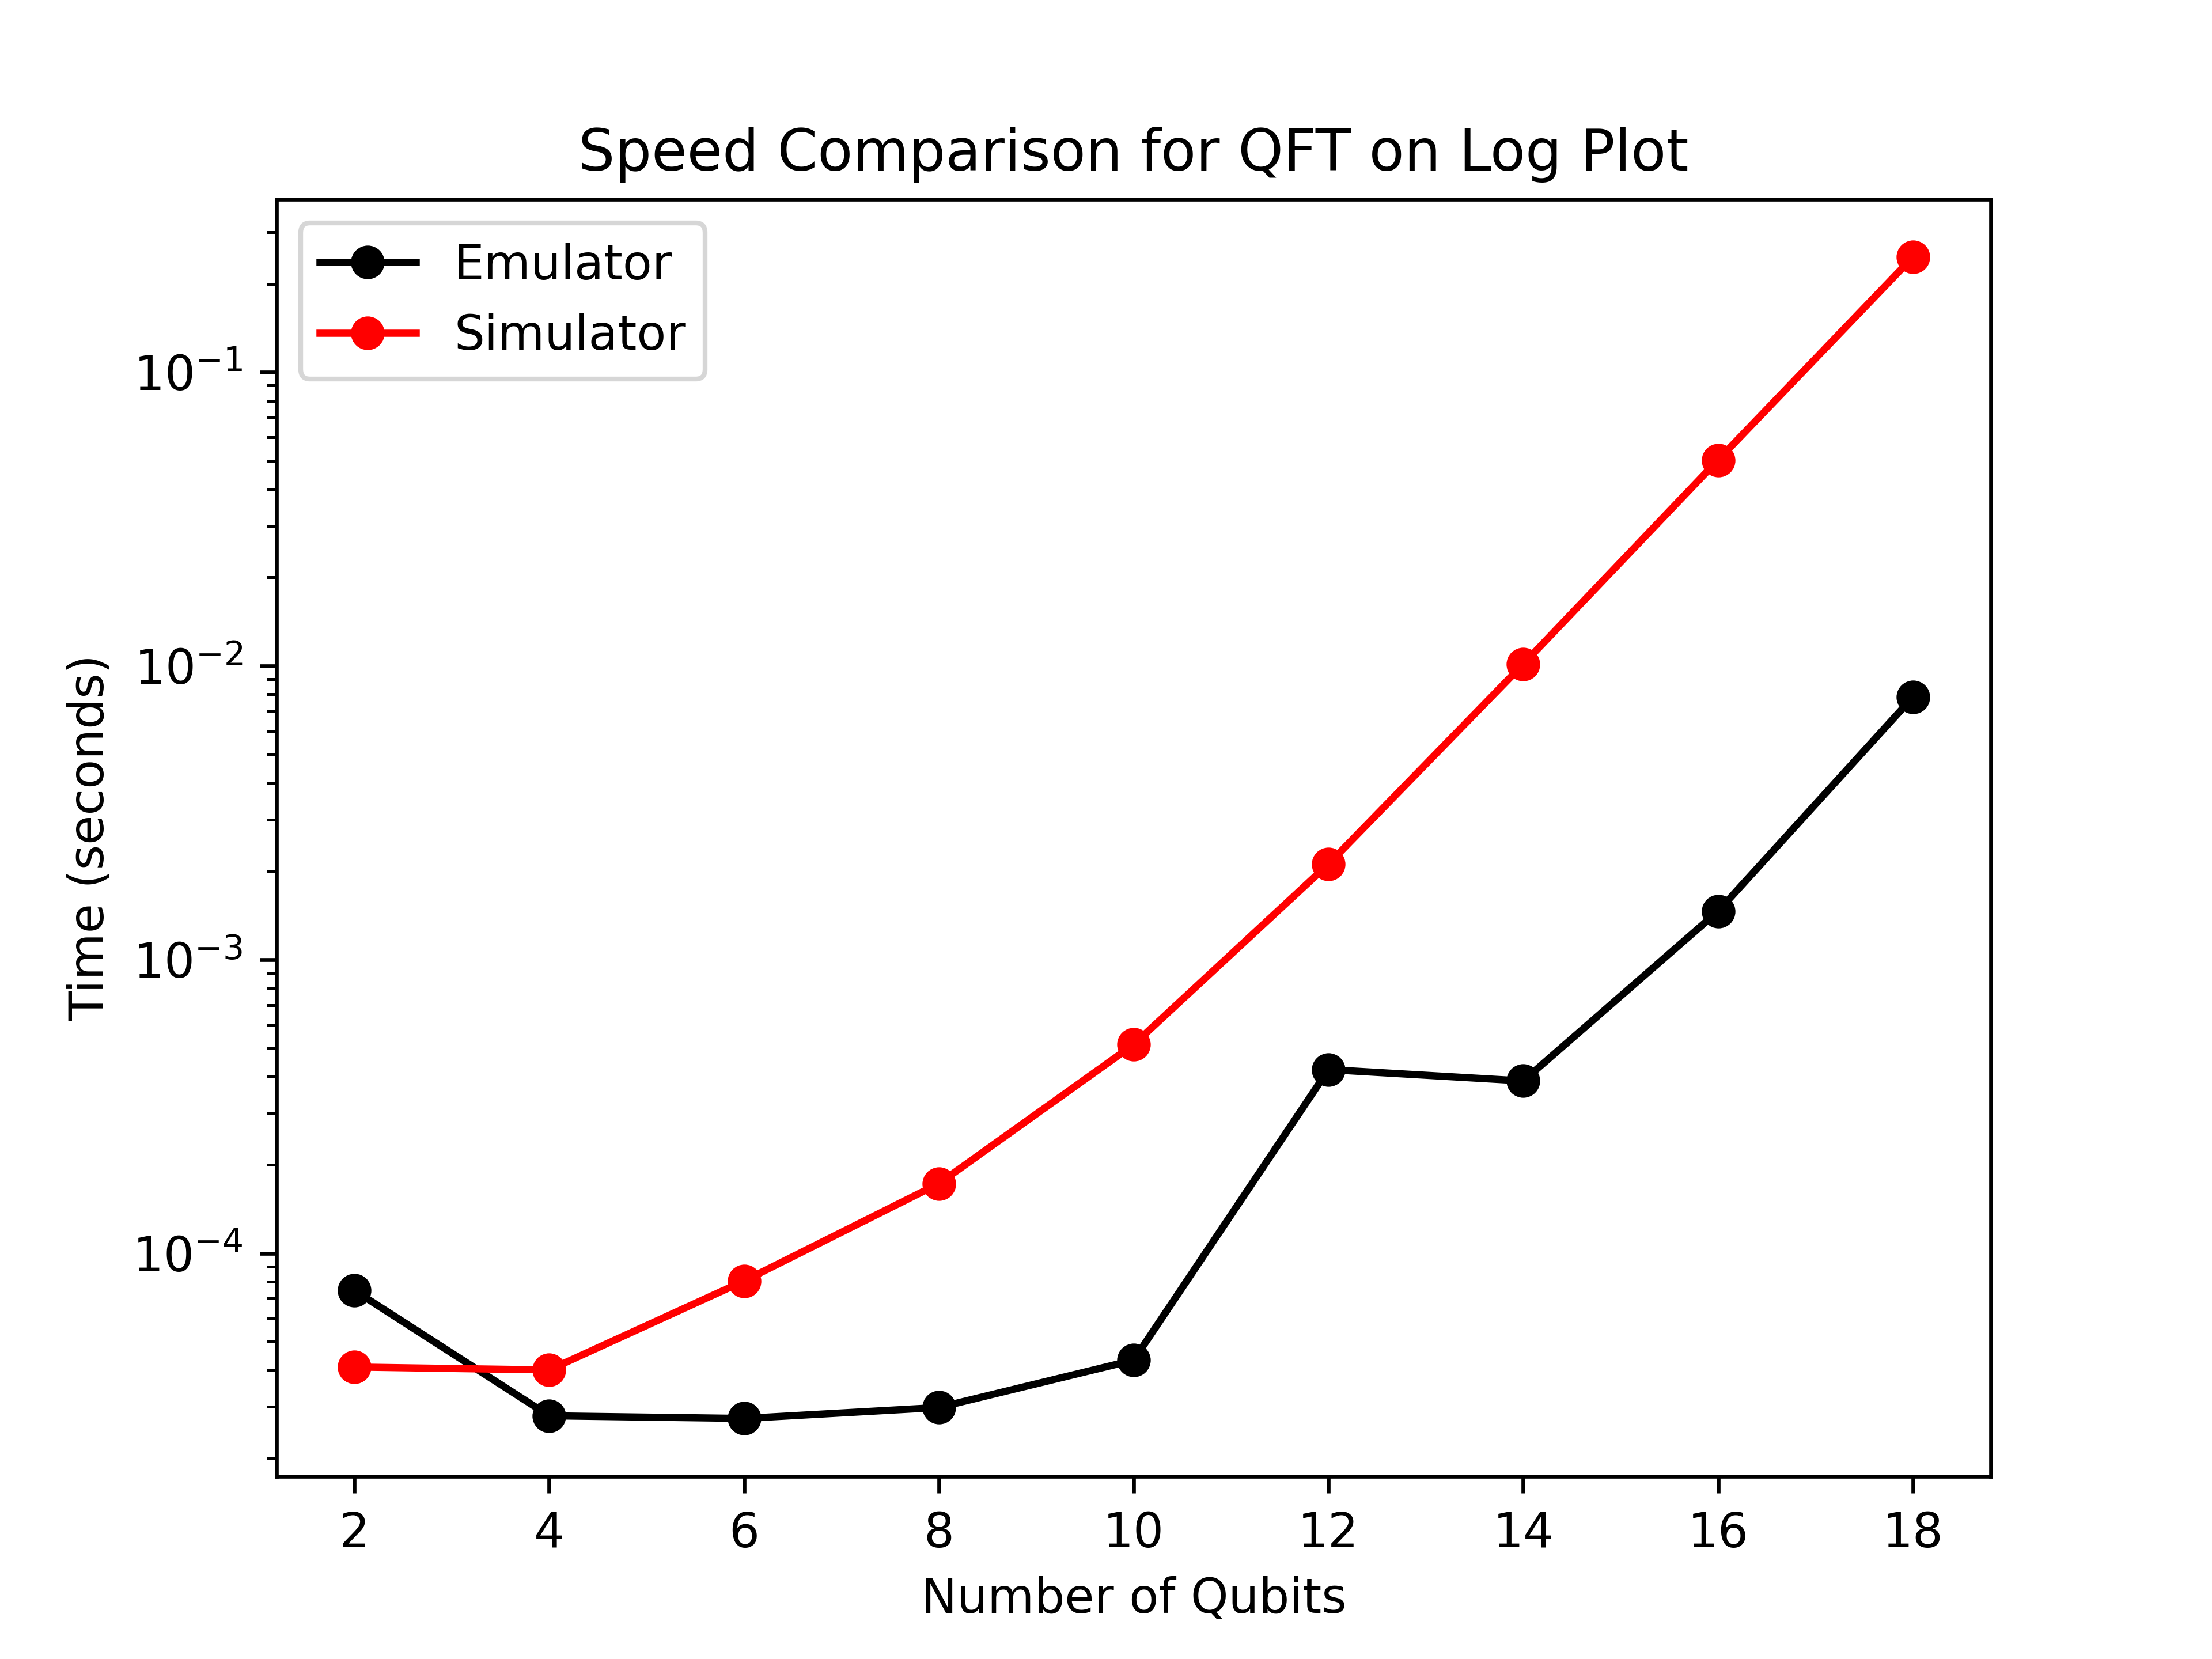 Speed Comparison for QFT on Log Plot
Emulator
Simulator
10⁻¹
10⁻²
10⁻³
10⁻⁴
Time (seconds)
2 4 6 8 10 12 14 16 18
Number of Qubits